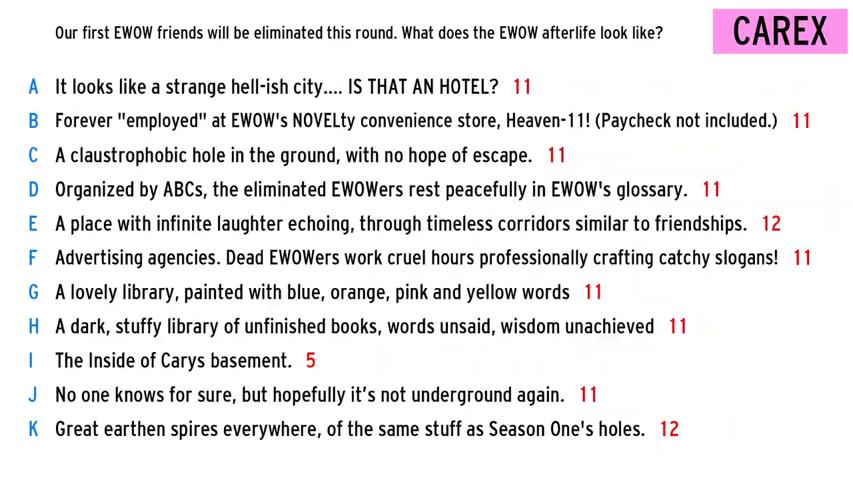 Our first EWOW friends will be eliminated this round. What does the EWOW afterlife look like?
CAREX
A It looks like a strange hell-ish city.... IS THAT AN HOTEL? 11
B Forever "employed" at EWOW's NOVELty convenience store, Heaven-11! (Paycheck not included.) 11
C A claustrophobic hole in the ground, with no hope of escape. 11
D Organized by ABCs, the eliminated EWOWers rest peacefully in EWOW's glossary. 11
E A place with infinite laughter echoing, through timeless corridors similar to friendships. 12
F Advertising agencies. Dead EWOWers work cruel hours professionally crafting catchy slogans! 11
G A lovely library, painted with blue, orange, pink and yellow words 11
H A dark, stuffy library of unfinished books, words unsaid, wisdom unachieved 11
I The Inside of Carys basement. 5
J No one knows for sure, but hopefully it's not underground again. 11
K Great earthen spires everywhere, of the same stuff as Season One's holes. 12